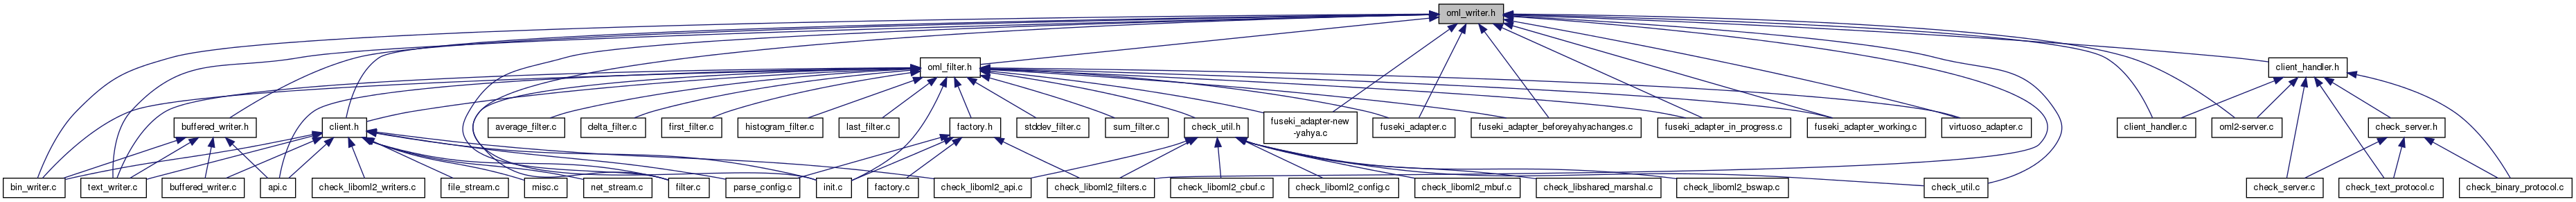 oml_writer.h
oml_filter.h
client_handler.h
buffered_writer.h
client.h
average_filter.c
delta_filter.c
first_filter.c
histogram_filter.c
last_filter.c
factory.h
stddev_filter.c
sum_filter.c
check_util.h
fuseki_adapter-new
-yahya.c
fuseki_adapter.c
fuseki_adapter_beforeyahyachanges.c
fuseki_adapter_in_progress.c
fuseki_adapter_working.c
virtuoso_adapter.c
client_handler.c
oml2-server.c
check_server.h
bin_writer.c
text_writer.c
buffered_writer.c
api.c
check_liboml2_writers.c
file_stream.c
misc.c
net_stream.c
filter.c
parse_config.c
init.c
factory.c
check_liboml2_api.c
check_liboml2_filters.c
check_liboml2_cbuf.c
check_liboml2_config.c
check_liboml2_mbuf.c
check_libshared_marshal.c
check_liboml2_bswap.c
check_util.c
check_server.c
check_text_protocol.c
check_binary_protocol.c